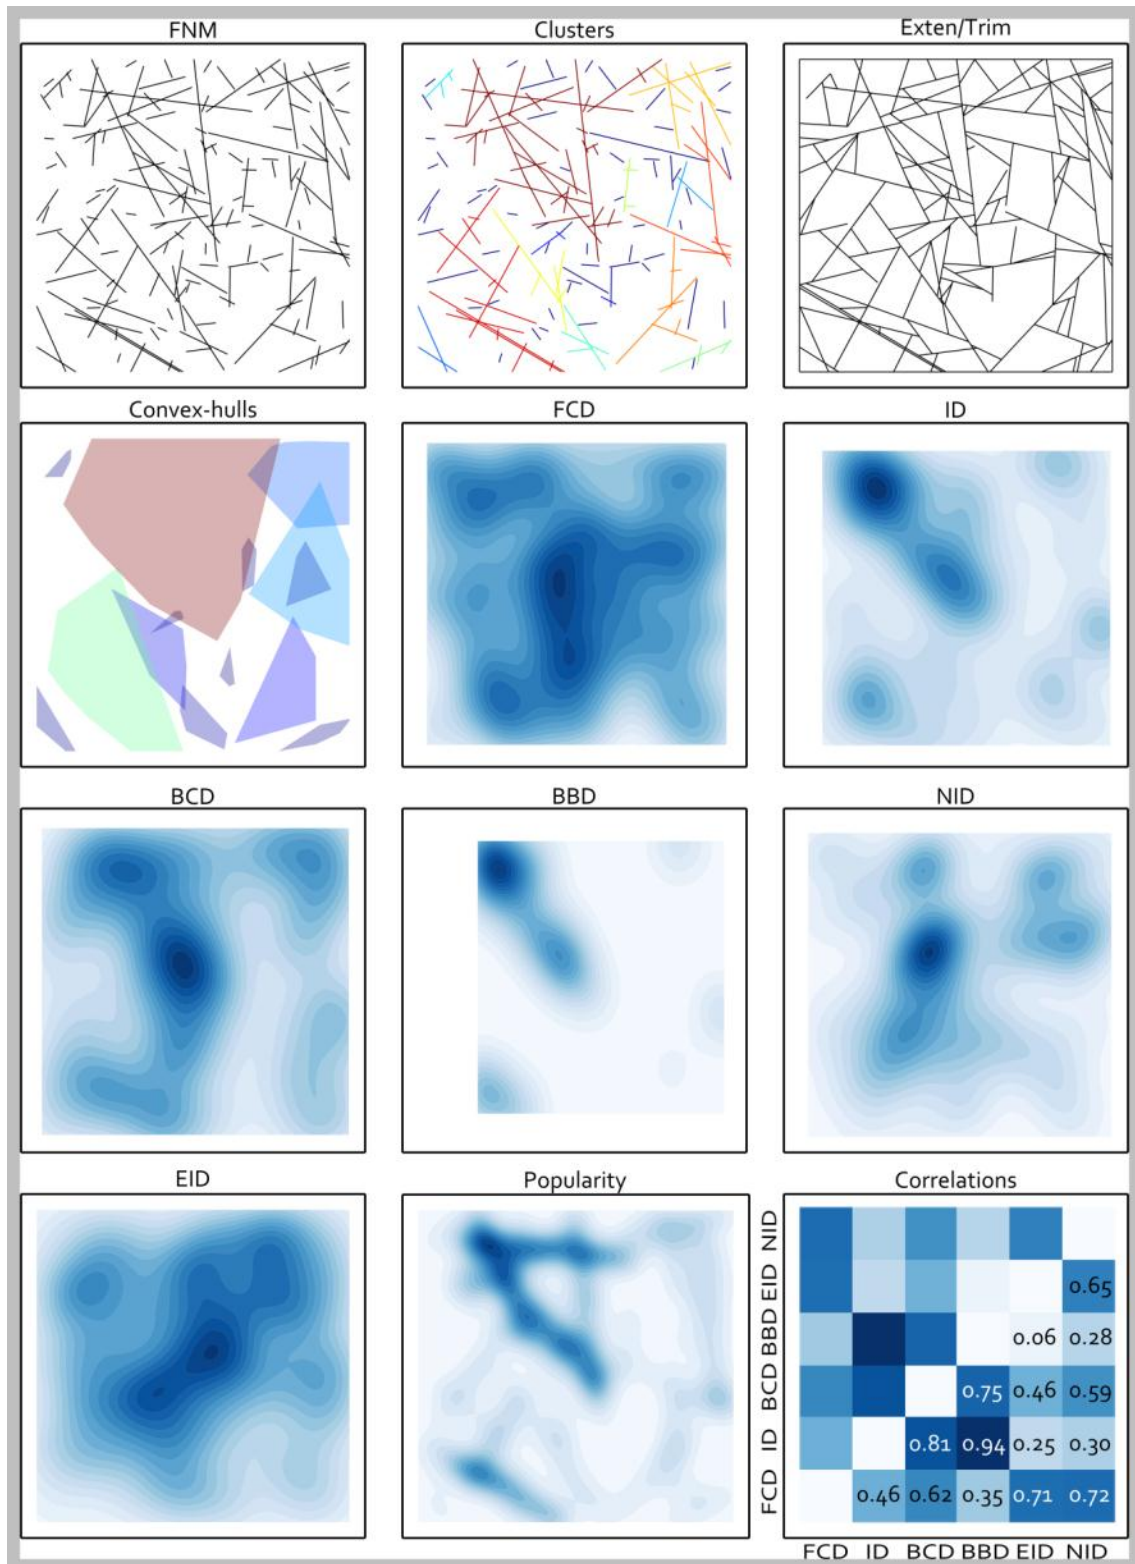 FNM Clusters Exten/Trim
Convex-hulls FCD ID
BCD BBD NID
EID Popularity Correlations
NID
EID 0.65
BBD 0.06 0.28
BCD 0.75 0.46 0.59
ID 0.81 0.94 0.25 0.30
FCD 0.46 0.62 0.35 0.71 0.72
FCD ID BCD BBD EID NID